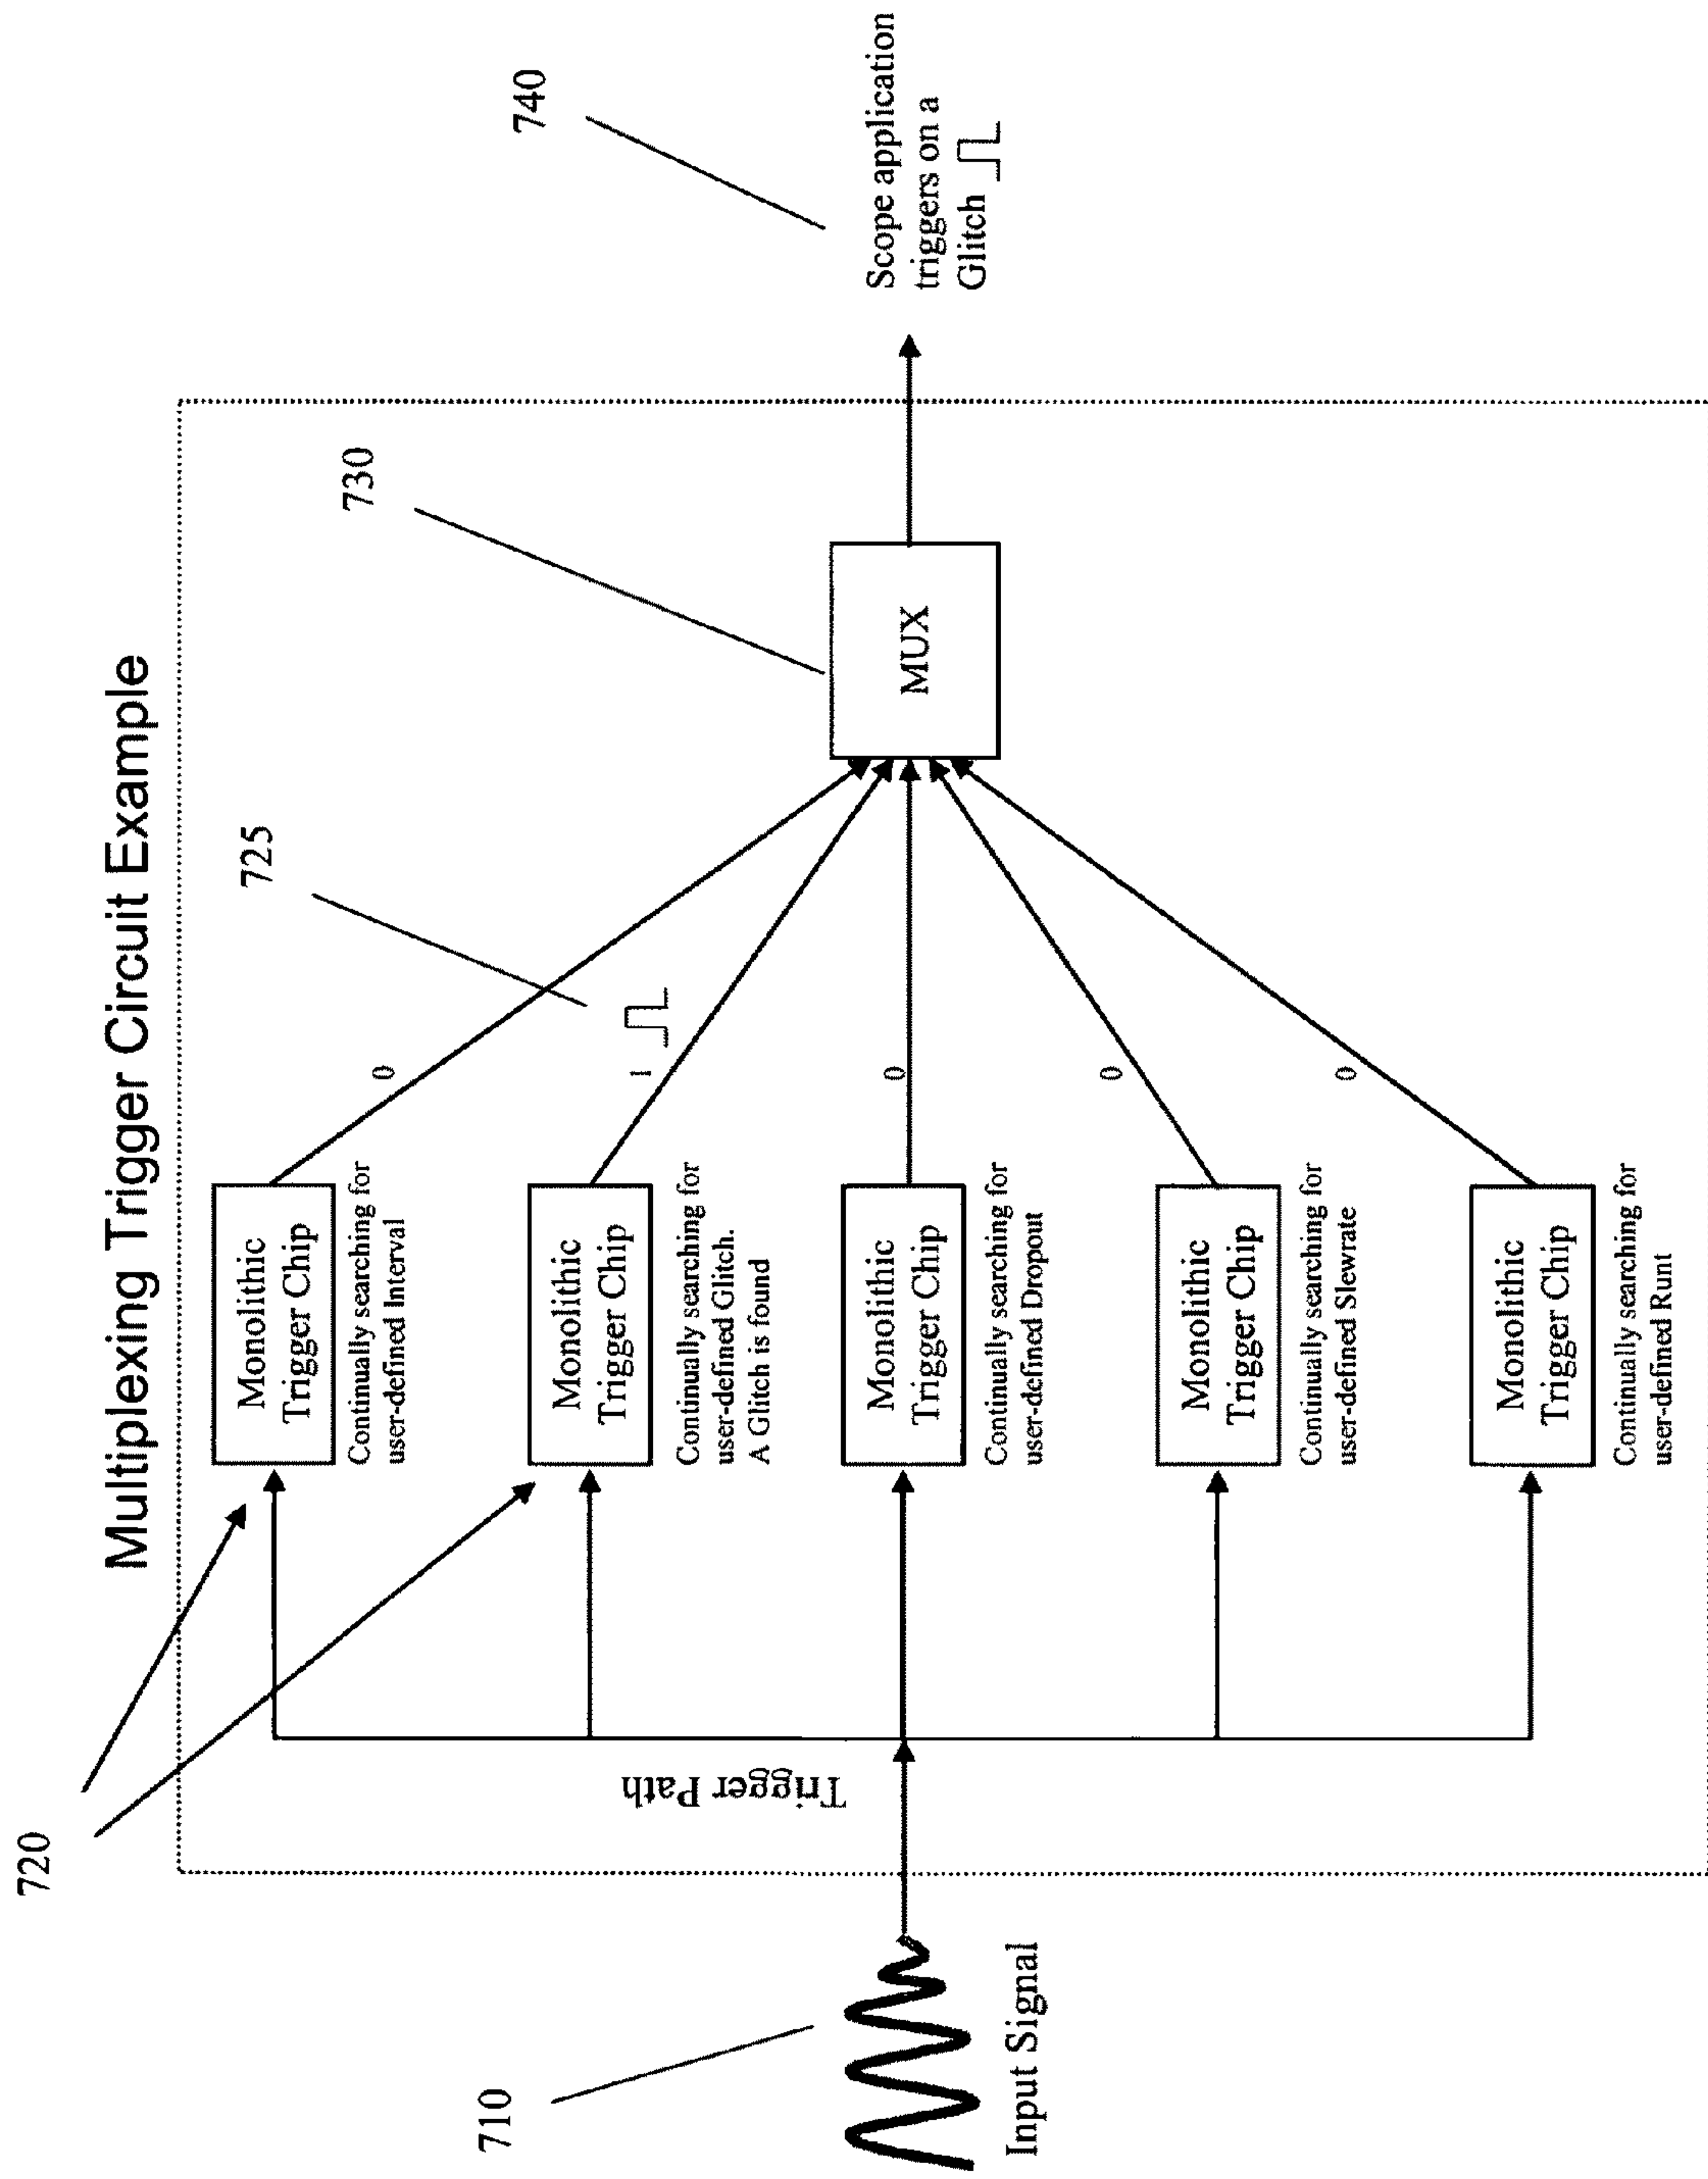 Multiplexing Trigger Circuit Example
720
710
Input Signal
Trigger Path
Monolithic
Trigger Chip
Continually searching for
user-defined Interval
0
Monolithic
Trigger Chip
Continually searching for
user-defined Glitch.
A Glitch is found
1
725
Monolithic
Trigger Chip
Continually searching for
user-defined Dropout
0
Monolithic
Trigger Chip
Continually searching for
user-defined Slewrate
0
Monolithic
Trigger Chip
Continually searching for
user-defined Runt
0
730
MUX
740
Scope application
triggers on a
Glitch